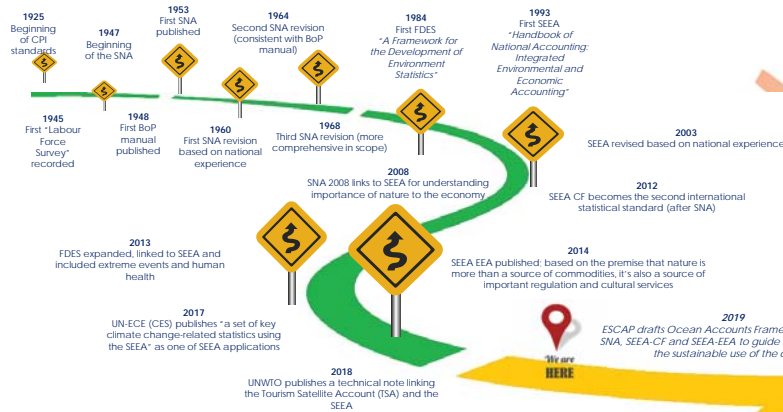 1925
Beginning
of CPI
standards
1947
Beginning
of the SNA
1953
First SNA
published
1964
Second SNA revision
(consistent with BoP
manual)
1984
First FDES
"A Framework for
the Development of
Environment
Statistics"
1993
First SEEA
"Handbook of
National Accounting:
Integrated
Environmental and
Economic
Accounting"
1945
First "Labour
Force
Survey"
recorded
1948
First BoP
manual
published
1960
First SNA revision
based on national
experience
1968
Third SNA revision (more
comprehensive in scope)
2003
SEEA revised based on national experience
2008
SNA 2008 links to SEEA for understanding
importance of nature to the economy
2012
SEEA CF becomes the second international
statistical standard (after SNA)
2013
FDES expanded, linked to SEEA and
included extreme events and human
health
2014
SEEA EEA published; based on the premise that nature is
more than a source of commodities, it's also a source of
important regulation and cultural services
2017
UN-ECE (CES) publishes "a set of key
climate change-related statistics using
the SEEA" as one of SEEA applications
2018
UNWTO publishes a technical note linking
the Tourism Satellite Account (TSA) and the
SEEA
We are
HERE
2019
ESCAP drafts Ocean Accounts
SNA, SEEA-CF and SEEA-EEA to guide
the sustainable use of the